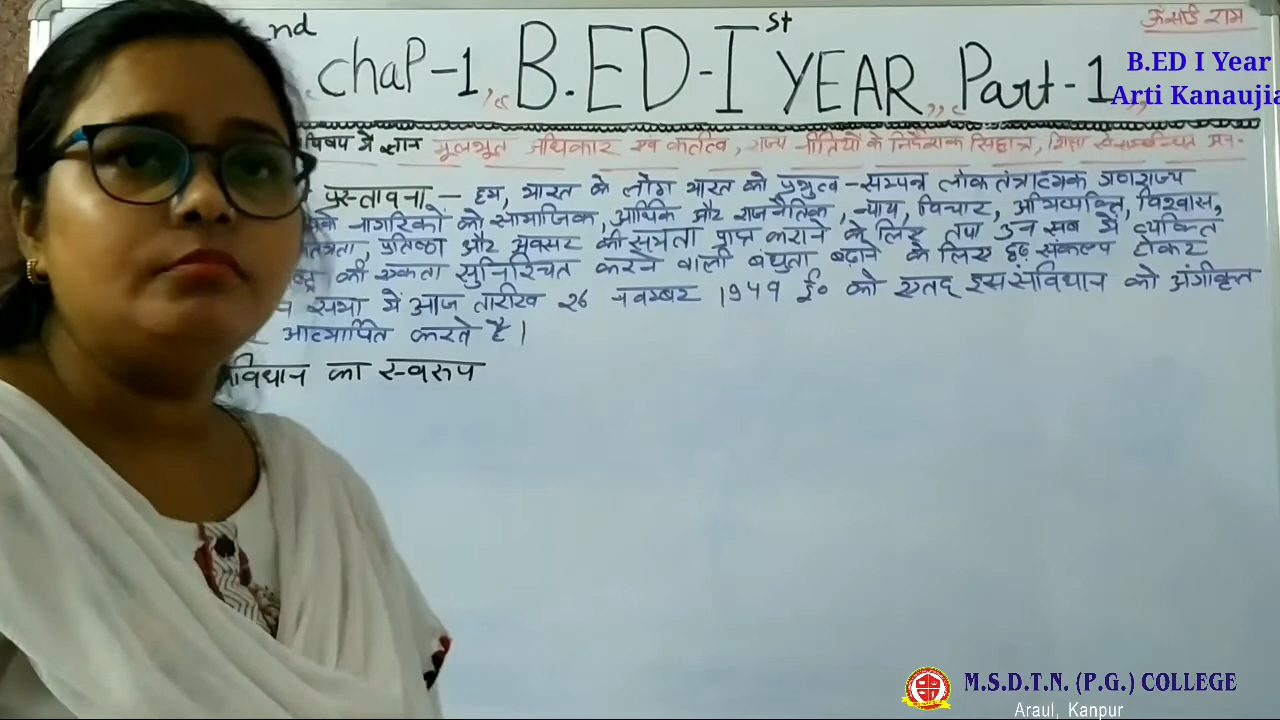 nd chaP-1, B.ED-I st YEAR, Part-1
B.ED I Year
Arti Kanaujia
विषय में ज्ञान मूलभूत अधिकार एवं कर्तव्य, राज्य नीतियों के निर्देशक सिद्धान्त, शिक्षा
प्रस्तावना – हम, भारत के लोग भारत को प्रभुत्व-सम्पन्न लोकतंत्रात्मक गणराज्य
नागरिकों को सामाजिक, आर्थिक और राजनैतिक, न्याय, विचार, अभिव्यक्ति, विश्वास,
प्रतिष्ठा और अवसर की समता प्राप्त कराने के लिए तथा उन सब में व्यक्ति
की एकता सुनिश्चित करने वाली बंधुता बढ़ाने के लिए दृढ़ संकल्प होकर
सभा में आज तारीख 26 नवम्बर 1949 ई० को एतद् इस संविधान को अंगीकृत
आत्मार्पित करते है।
विधान का स्वरुप
M.S.D.T.N. (P.G.) COLLEGE
Araul, Kanpur